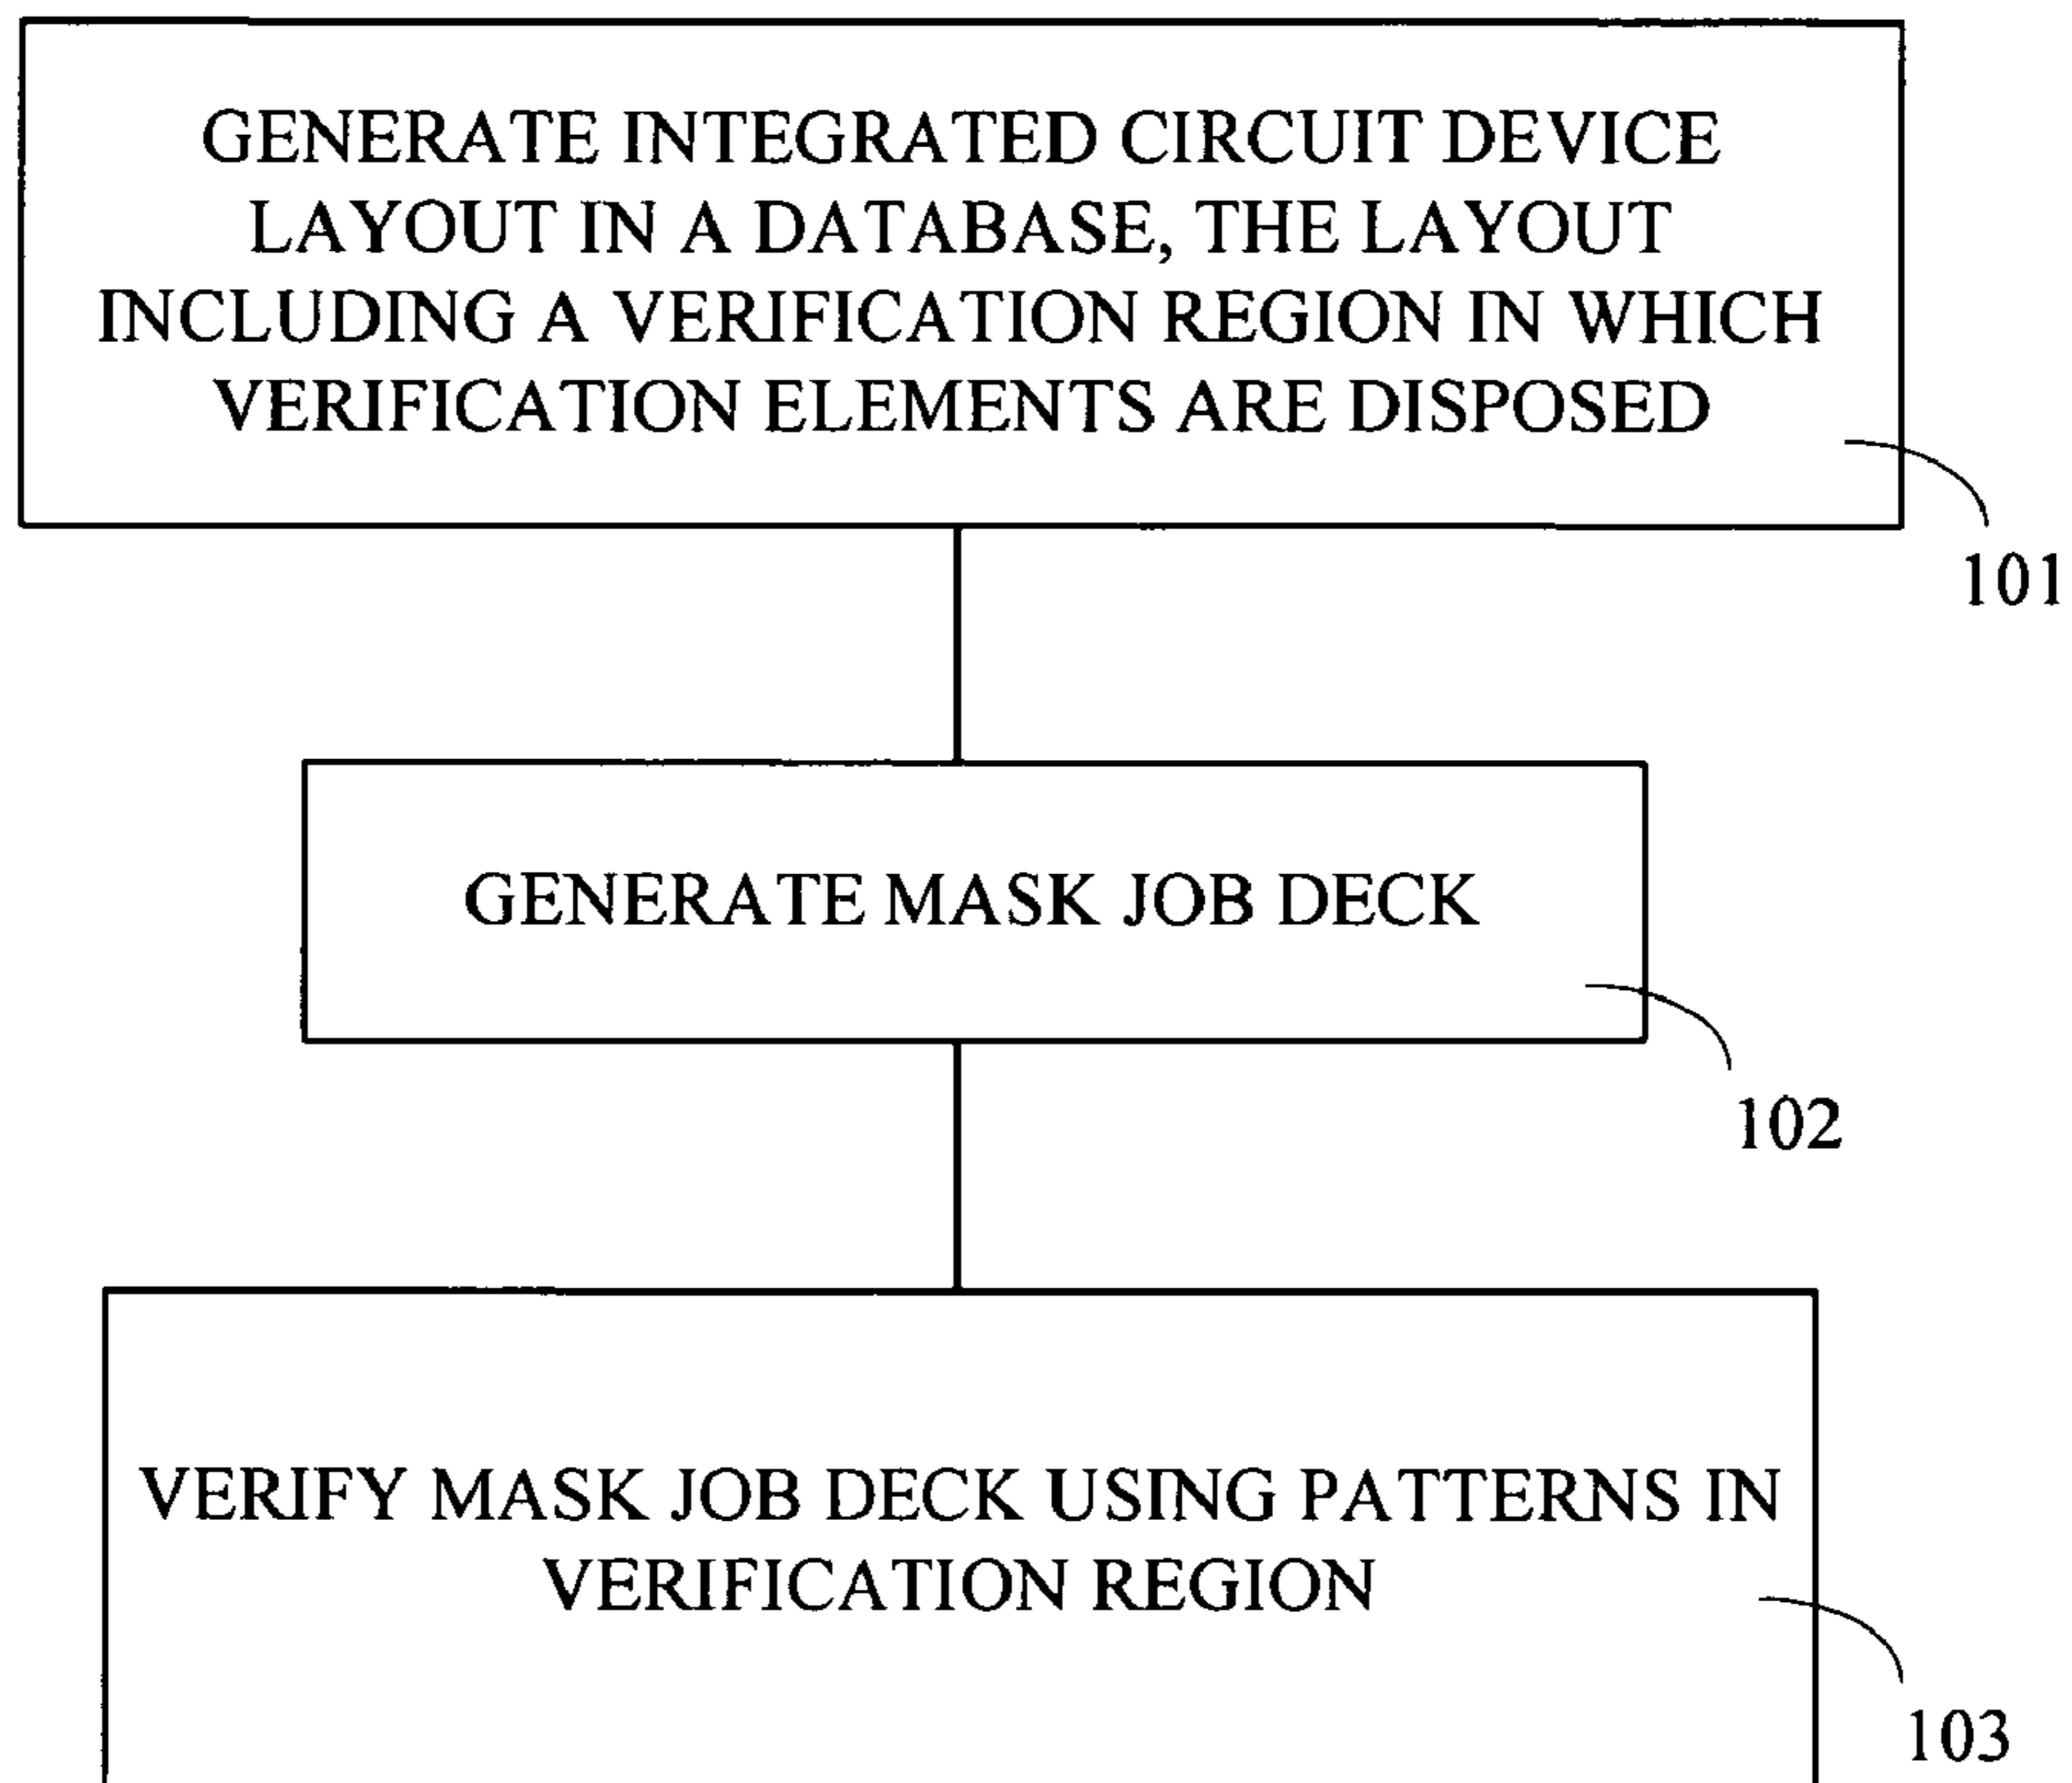 GENERATE INTEGRATED CIRCUIT DEVICE
LAYOUT IN A DATABASE, THE LAYOUT
INCLUDING A VERIFICATION REGION IN WHICH
VERIFICATION ELEMENTS ARE DISPOSED
101
GENERATE MASK JOB DECK
102
VERIFY MASK JOB DECK USING PATTERNS IN
VERIFICATION REGION
103